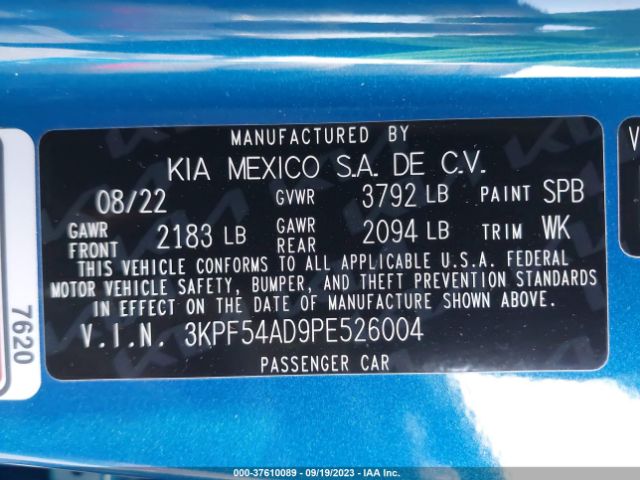 MANUFACTURED BY
KIA MEXICO S.A. DE C.V.
08/22 GVWR 3792 LB PAINT SPB
GAWR FRONT 2183 LB GAWR REAR 2094 LB TRIM WK
THIS VEHICLE CONFORMS TO ALL APPLICABLE U.S.A. FEDERAL
MOTOR VEHICLE SAFETY, BUMPER, AND THEFT PREVENTION STANDARDS
IN EFFECT ON THE DATE OF MANUFACTURE SHOWN ABOVE.
V.I.N. 3KPF54AD9PE526004
PASSENGER CAR
7620
000-37610089 - 09/19/2023 - IAA Inc.